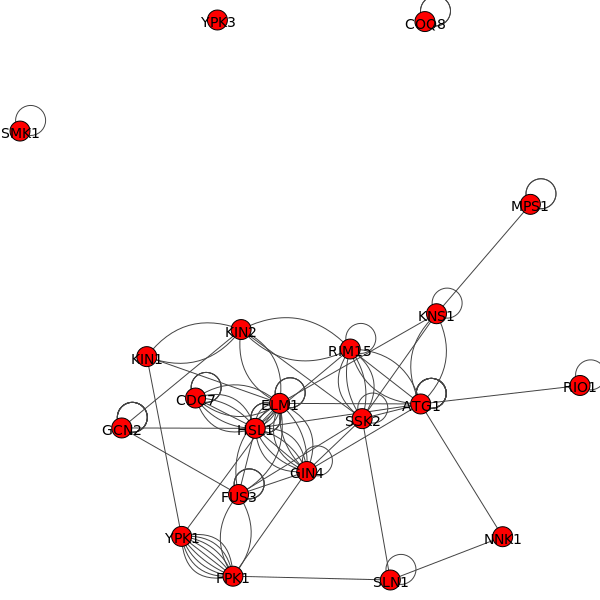 YPK3
COQ8
SMK1
MPS1
KNS1
KIN2
RIM15
KIN1
RIO1
CDC7
ELM1
ATG1
SSK2
GCN2
HSL1
GIN4
FUS3
YPK1
NNK1
PPK1
SLN1